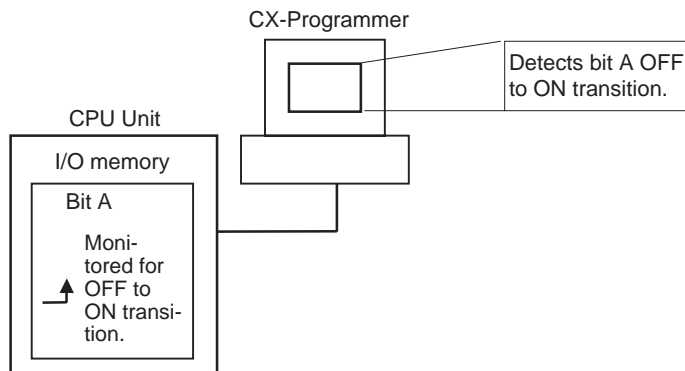 CX-Programmer
Detects bit A OFF
to ON transition.
CPU Unit
I/O memory
Bit A
Moni-
tored for
OFF to
ON transi-
tion.